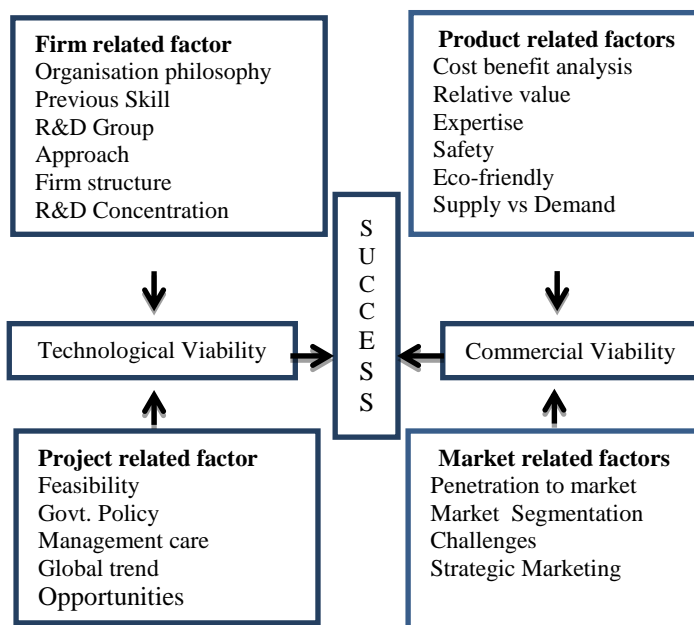 Firm related factor
Organisation philosophy
Previous Skill
R&D Group
Approach
Firm structure
R&D Concentration
Product related factors
Cost benefit analysis
Relative value
Expertise
Safety
Eco-friendly
Supply vs Demand
Technological Viability
S
U
C
C
E
S
S
Commercial Viability
Project related factor
Feasibility
Govt. Policy
Management care
Global trend
Opportunities
Market related factors
Penetration to market
Market Segmentation
Challenges
Strategic Marketing